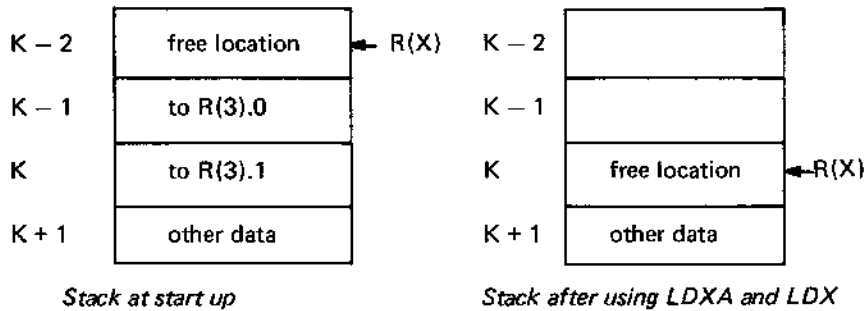 K – 2 free location R(X)
K – 1 to R(3).0
K to R(3).1
K + 1 other data
Stack at start up
K – 2
K – 1
K free location R(X)
K + 1 other data
Stack after using LDXA and LDX